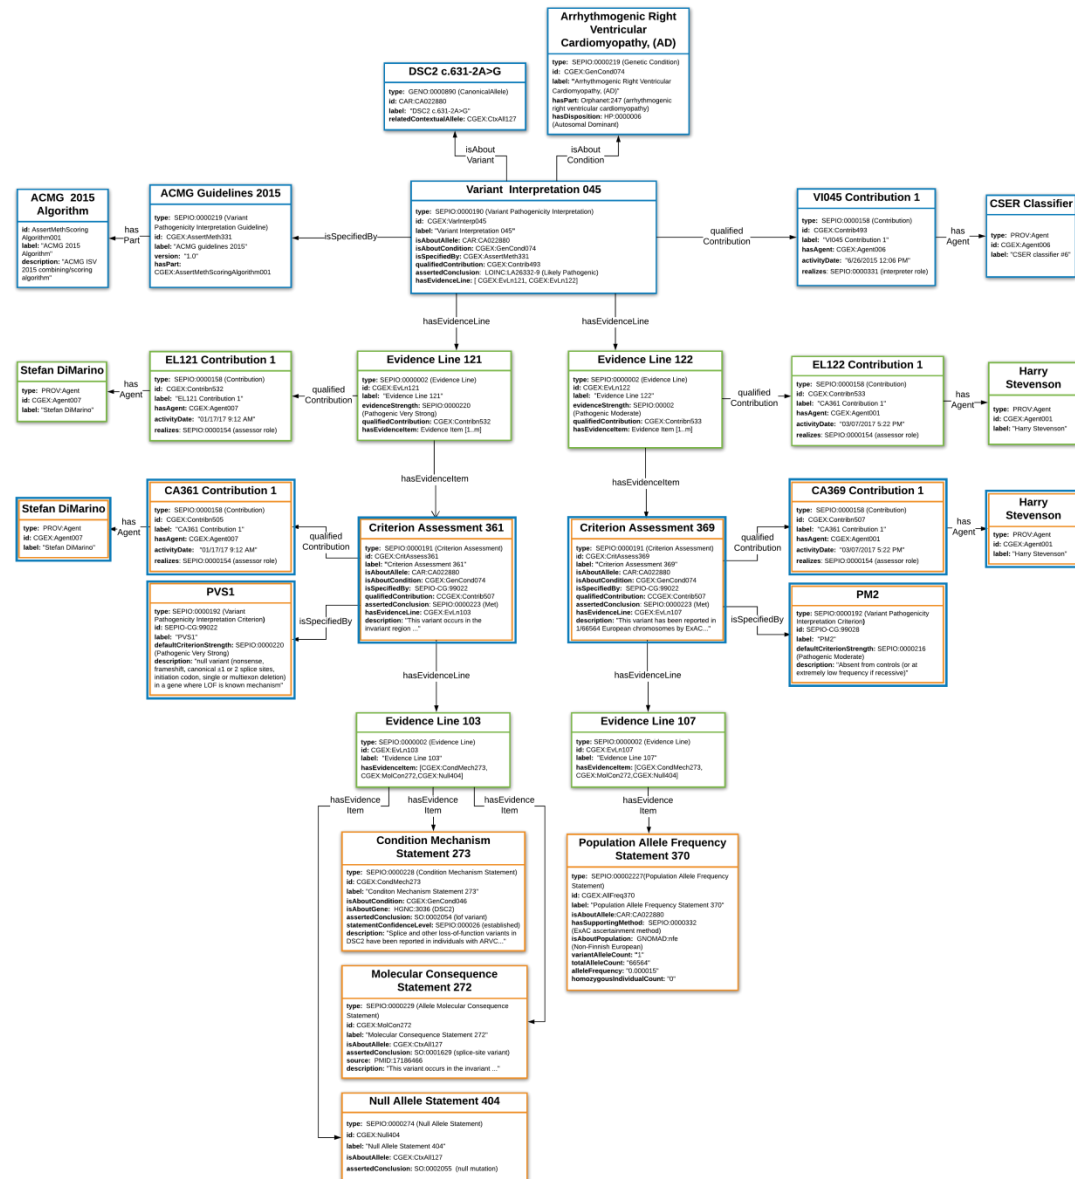 Arrhythmogenic Right
Ventricular
Cardiomyopathy, (AD)
type: SEPIO:0000219 (Genetic Condition)
id: CGEX:GenCond074
label: "Arrhythmogenic Right Ventricular
Cardiomyopathy, (AD)"
hasPart: Orphanet:247 (arrhythmogenic
right ventricular cardiomyopathy)
hasDisposition: HP:0000006
(Autosomal Dominant)
DSC2 c.631-2A>G
type: GENO:0000890 (CanonicalAllele)
id: CAR:CA022880
label: "DSC2 c.631-2A>G"
relatedContextualAllele: CGEX:CtxAll127
isAbout
Variant
isAbout
Condition
ACMG 2015
Algorithm
id: AssertMethScoring
Algorithm001
label: "ACMG 2015
Algorithm"
description: "ACMG ISV
2015 combining/scoring
algorithm"
has
Part
ACMG Guidelines 2015
type: SEPIO:0000219 (Variant
Pathogenicity Interpretation Guideline)
id: CGEX:AssertMeth331
label: "ACMG guidelines 2015"
version: "1.0"
hasPart:
CGEX:AssertMethScoringAlgorithm001
isSpecifiedBy
Variant Interpretation 045
type: SEPIO:0000190 (Variant Pathogenicity Interpretation)
id: CGEX:VarInterp045
label: "Variant Interpretation 045"
isAboutAllele: CAR:CA022880
isAboutCondition: CGEX:GenCond074
isSpecifiedBy: CGEX:AssertMeth331
qualifiedContribution: CGEX:Contrib493
assertedConclusion: LOINC:LA26332-9 (Likely Pathogenic)
hasEvidenceLine: [ CGEX:EvLn121, CGEX:EvLn122]
qualified
Contribution
VI045 Contribution 1
type: SEPIO:0000158 (Contribution)
id: CGEX:Contrib493
label: "VI045 Contribution 1"
hasAgent: CGEX:Agent006
activityDate: "6/26/2015 12:06 PM"
realizes: SEPIO:0000331 (interpreter role)
has
Agent
CSER Classifier
type: PROV:Agent
id: CGEX:Agent006
label: "CSER classifier #6"
hasEvidenceLine
hasEvidenceLine
Stefan DiMarino
type: PROV:Agent
id: CGEX:Agent007
label: "Stefan DiMarino"
has
Agent
EL121 Contribution 1
type: SEPIO:0000158 (Contribution)
id: CGEX:Contribn532
label: "EL121 Contribution 1"
hasAgent: CGEX:Agent007
activityDate: "01/17/17 9:12 AM"
realizes: SEPIO:0000154 (assessor role)
qualified
Contribution
Evidence Line 121
type: SEPIO:0000002 (Evidence Line)
id: CGEX:EvLn121
label: "Evidence Line 121"
evidenceStrength: SEPIO:0000220
(Pathogenic Very Strong)
qualifiedContribution: CGEX:Contribn532
hasEvidenceItem: Evidence Item [1..m]
Evidence Line 122
type: SEPIO:0000002 (Evidence Line)
id: CGEX:EvLn122
label: "Evidence Line 122"
evidenceStrength: SEPIO:00002
(Pathogenic Moderate)
qualifiedContribution: CGEX:Contribn533
hasEvidenceItem: Evidence Item [1..m]
qualified
Contribution
EL122 Contribution 1
type: SEPIO:0000158 (Contribution)
id: CGEX:Contribn533
label: "CA361 Contribution 1"
hasAgent: CGEX:Agent001
activityDate: "03/07/2017 5:22 PM"
realizes: SEPIO:0000154 (assessor role)
has
Agent
Harry
Stevenson
type: PROV:Agent
id: CGEX:Agent001
label: "Harry Stevenson"
hasEvidenceItem
hasEvidenceItem
Stefan DiMarino
type: PROV:Agent
id: CGEX:Agent007
label: "Stefan DiMarino"
has
Agent
CA361 Contribution 1
type: SEPIO:0000158 (Contribution)
id: CGEX:Contribn505
label: "CA361 Contribution 1"
hasAgent: CGEX:Agent007
activityDate: "01/17/17 9:12 AM"
realizes: SEPIO:0000154 (assessor role)
qualified
Contribution
Criterion Assessment 361
type: SEPIO:0000191 (Criterion Assessment)
id: CGEX:CritAssess361
label: "Criterion Assessment 361"
isAboutAllele: CAR:CA022880
isAboutCondition: CGEX:GenCond074
isSpecifiedBy: SEPIO-CG:99022
qualifiedContribution: CCGEX:Contrib507
assertedConclusion: SEPIO:0000223 (Met)
hasEvidenceLine: CGEX:EvLn103
description: "This variant occurs in the
invariant region ..."
Criterion Assessment 369
type: SEPIO:0000191 (Criterion Assessment)
id: CGEX:CritAssess369
label: "Criterion Assessment 369"
isAboutAllele: CAR:CA022880
isAboutCondition: CGEX:GenCond074
isSpecifiedBy: SEPIO-CG:99022
qualifiedContribution: CCGEX:Contrib507
assertedConclusion: SEPIO:0000223 (Met)
hasEvidenceLine: CGEX:EvLn107
description: "This variant has been reported in
1/66564 European chromosomes by ExAC..."
qualified
Contribution
CA369 Contribution 1
type: SEPIO:0000158 (Contribution)
id: CGEX:Contribn507
label: "CA361 Contribution 1"
hasAgent: CGEX:Agent001
activityDate: "03/07/2017 5:22 PM"
realizes: SEPIO:0000154 (assessor role)
has
Agent
Harry
Stevenson
type: PROV:Agent
id: CGEX:Agent001
label: "Harry Stevenson"
PVS1
type: SEPIO:0000192 (Variant
Pathogenicity Interpretation Criterion)
id: SEPIO-CG:99022
label: "PVS1"
defaultCriterionStrength: SEPIO:0000220
(Pathogenic Very Strong)
description: "null variant (nonsense,
frameshift, canonical ±1 or 2 splice sites,
initiation codon, single or multiexon deletion)
in a gene where LOF is known mechanism"
isSpecifiedBy
isSpecifiedBy
PM2
type: SEPIO:0000192 (Variant Pathogenicity
Interpretation Criterion)
id: SEPIO-CG:99028
label: "PM2"
defaultCriterionStrength: SEPIO:0000216
(Pathogenic Moderate)
description: "Absent from controls (or at
extremely low frequency if recessive)"
hasEvidenceLine
hasEvidenceLine
Evidence Line 103
type: SEPIO:0000002 (Evidence Line)
id: CGEX:EvLn103
label: "Evidence Line 103"
hasEvidenceItem: [CGEX:CondMech273,
CGEX:MolCon272,CGEX:Null404]
Evidence Line 107
type: SEPIO:0000002 (Evidence Line)
id: CGEX:EvLn107
label: "Evidence Line 107"
hasEvidenceItem: [CGEX:CondMech273,
CGEX:MolCon272,CGEX:Null404]
hasEvidence
Item
hasEvidence
Item
hasEvidence
Item
hasEvidence
Item
Condition Mechanism
Statement 273
type: SEPIO:0000228 (Condition Mechanism Statement)
id: CGEX:CondMech273
label: "Conditon Mechanism Statement 273"
isAboutCondition: CGEX:GenCond046
isAboutGene: HGNC:3036 (DSC2)
assertedConclusion: SO:0002054 (lof variant)
statementConfidenceLevel: SEPIO:000026 (established)
description: "Splice and other loss-of-function variants in
DSC2 have been reported in individuals with ARVC..."
Population Allele Frequency
Statement 370
type: SEPIO:00002227(Population Allele Frequency
Statement)
id: CGEX:AllFreq370
label: "Population Allele Frequency Statement 370"
isAboutAllele:CAR:CA022880
hasSupportingMethod: SEPIO:0000332
(ExAC ascertainment method)
isAboutPopulation: GNOMAD:nfe
(Non-Finnish European)
variantAlleleCount: "1"
totalAlleleCount: "66564"
alleleFrequency: "0.000015"
homozygousIndividualCount: "0"
Molecular Consequence
Statement 272
type: SEPIO:0000229 (Allele Molecular Consequence
Statement)
id: CGEX:MolCon272
label: "Molecular Consequence Statement 272"
isAboutAllele: CGEX:CtxAll127
assertedConclusion: SO:0001629 (splice-site variant)
source: PMID:17186466
description: "This variant occurs in the invariant ..."
Null Allele Statement 404
type: SEPIO:0000274 (Null Allele Statement)
id: CGEX:Null404
label: "Null Allele Statement 404"
isAboutAllele: CGEX:CtxAll127
assertedConclusion: SO:0002055 (null mutation)